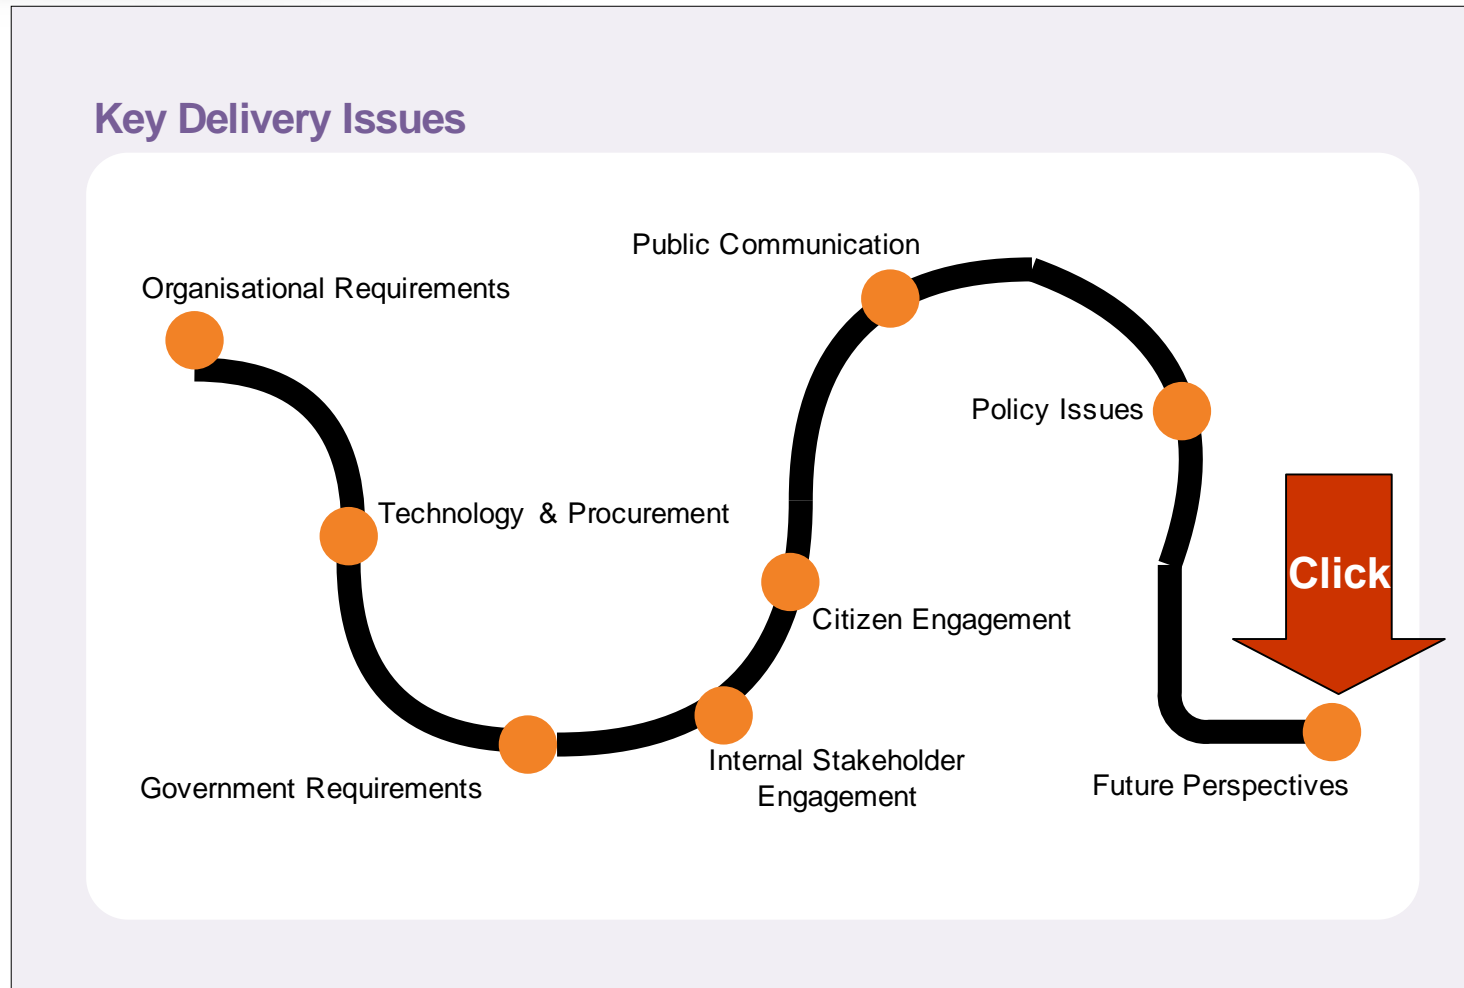 Key Delivery Issues
Public Communication
Organisational Requirements
Policy Issues
Technology & Procurement
Click
Citizen Engagement
Internal Stakeholder
Engagement
Government Requirements
Future Perspectives